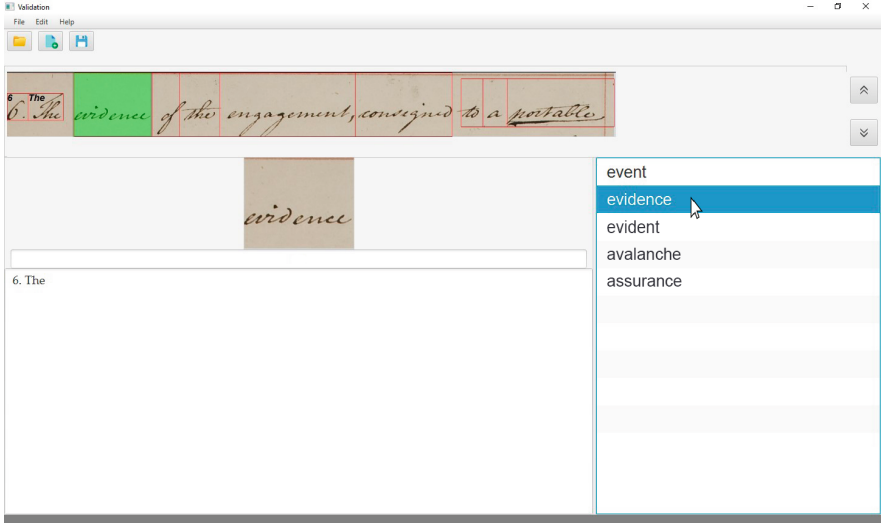 Validation
File Edit Help
6 The
6. The evidence of the engagement, consigned to a portable
evidence
event
evidence
evident
avalanche
assurance
6. The